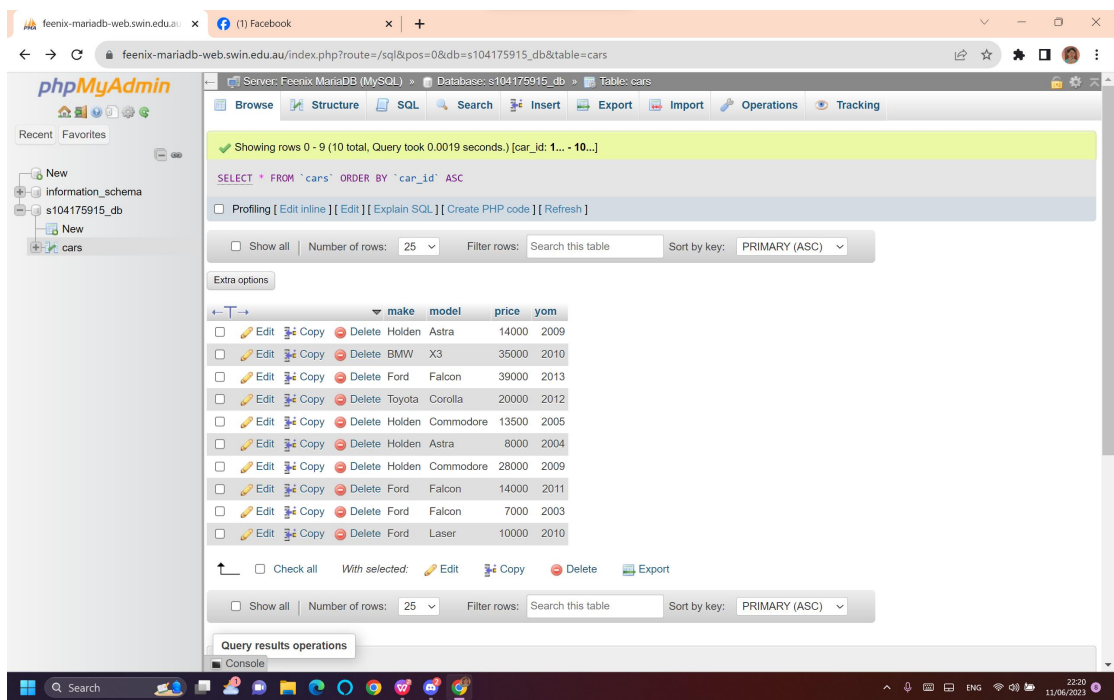 feenix-mariadb-web.swin.edu.au
(1) Facebook
feenix-mariadb-web.swin.edu.au/index.php?route=/sql&pos=0&db=s104175915_db&table=cars
phpMyAdmin
Recent Favorites
New
information_schema
s104175915_db
New
cars
Server: Feenix MariaDB (MySQL) » Database: s104175915_db » Table: cars
Browse Structure SQL Search Insert Export Import Operations Tracking
Showing rows 0 - 9 (10 total, Query took 0.0019 seconds.) [car_id: 1... - 10...]
SELECT * FROM `cars` ORDER BY `car_id` ASC
Profiling [ Edit inline ] [ Edit ] [ Explain SQL ] [ Create PHP code ] [ Refresh ]
Show all | Number of rows: 25 Filter rows: Search this table Sort by key: PRIMARY (ASC)
Extra options
←T→ make model price yom
Edit Copy Delete Holden Astra 14000 2009
Edit Copy Delete BMW X3 35000 2010
Edit Copy Delete Ford Falcon 39000 2013
Edit Copy Delete Toyota Corolla 20000 2012
Edit Copy Delete Holden Commodore 13500 2005
Edit Copy Delete Holden Astra 8000 2004
Edit Copy Delete Holden Commodore 28000 2009
Edit Copy Delete Ford Falcon 14000 2011
Edit Copy Delete Ford Falcon 7000 2003
Edit Copy Delete Ford Laser 10000 2010
Check all With selected: Edit Copy Delete Export
Show all | Number of rows: 25 Filter rows: Search this table Sort by key: PRIMARY (ASC)
Query results operations
Console
Search
ENG
22:20
11/06/2023